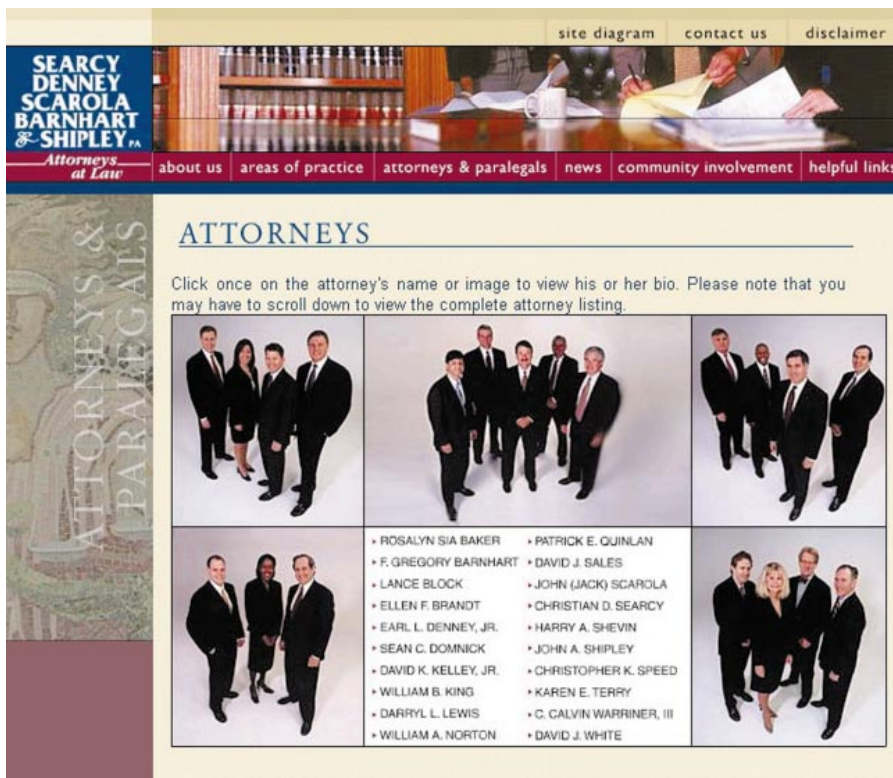 site diagram contact us disclaimer
SEARCY
DENNEY
SCAROLA
BARNHART
& SHIPLEY PA
Attorneys
at Law
about us areas of practice attorneys & paralegals news community involvement helpful links
ATTORNEYS &
PARALEGALS
ATTORNEYS
Click once on the attorney's name or image to view his or her bio. Please note that you
may have to scroll down to view the complete attorney listing.
ROSALYN SIA BAKER
F. GREGORY BARNHART
LANCE BLOCK
ELLEN F. BRANDT
EARL L. DENNEY, JR.
SEAN C. DOMNICK
DAVID K. KELLEY, JR.
WILLIAM B. KING
DARRYL L. LEWIS
WILLIAM A. NORTON
PATRICK E. QUINLAN
DAVID J. SALES
JOHN (JACK) SCAROLA
CHRISTIAN D. SEARCY
HARRY A. SHEVIN
JOHN A. SHIPLEY
CHRISTOPHER K. SPEED
KAREN E. TERRY
C. CALVIN WARRINER, III
DAVID J. WHITE